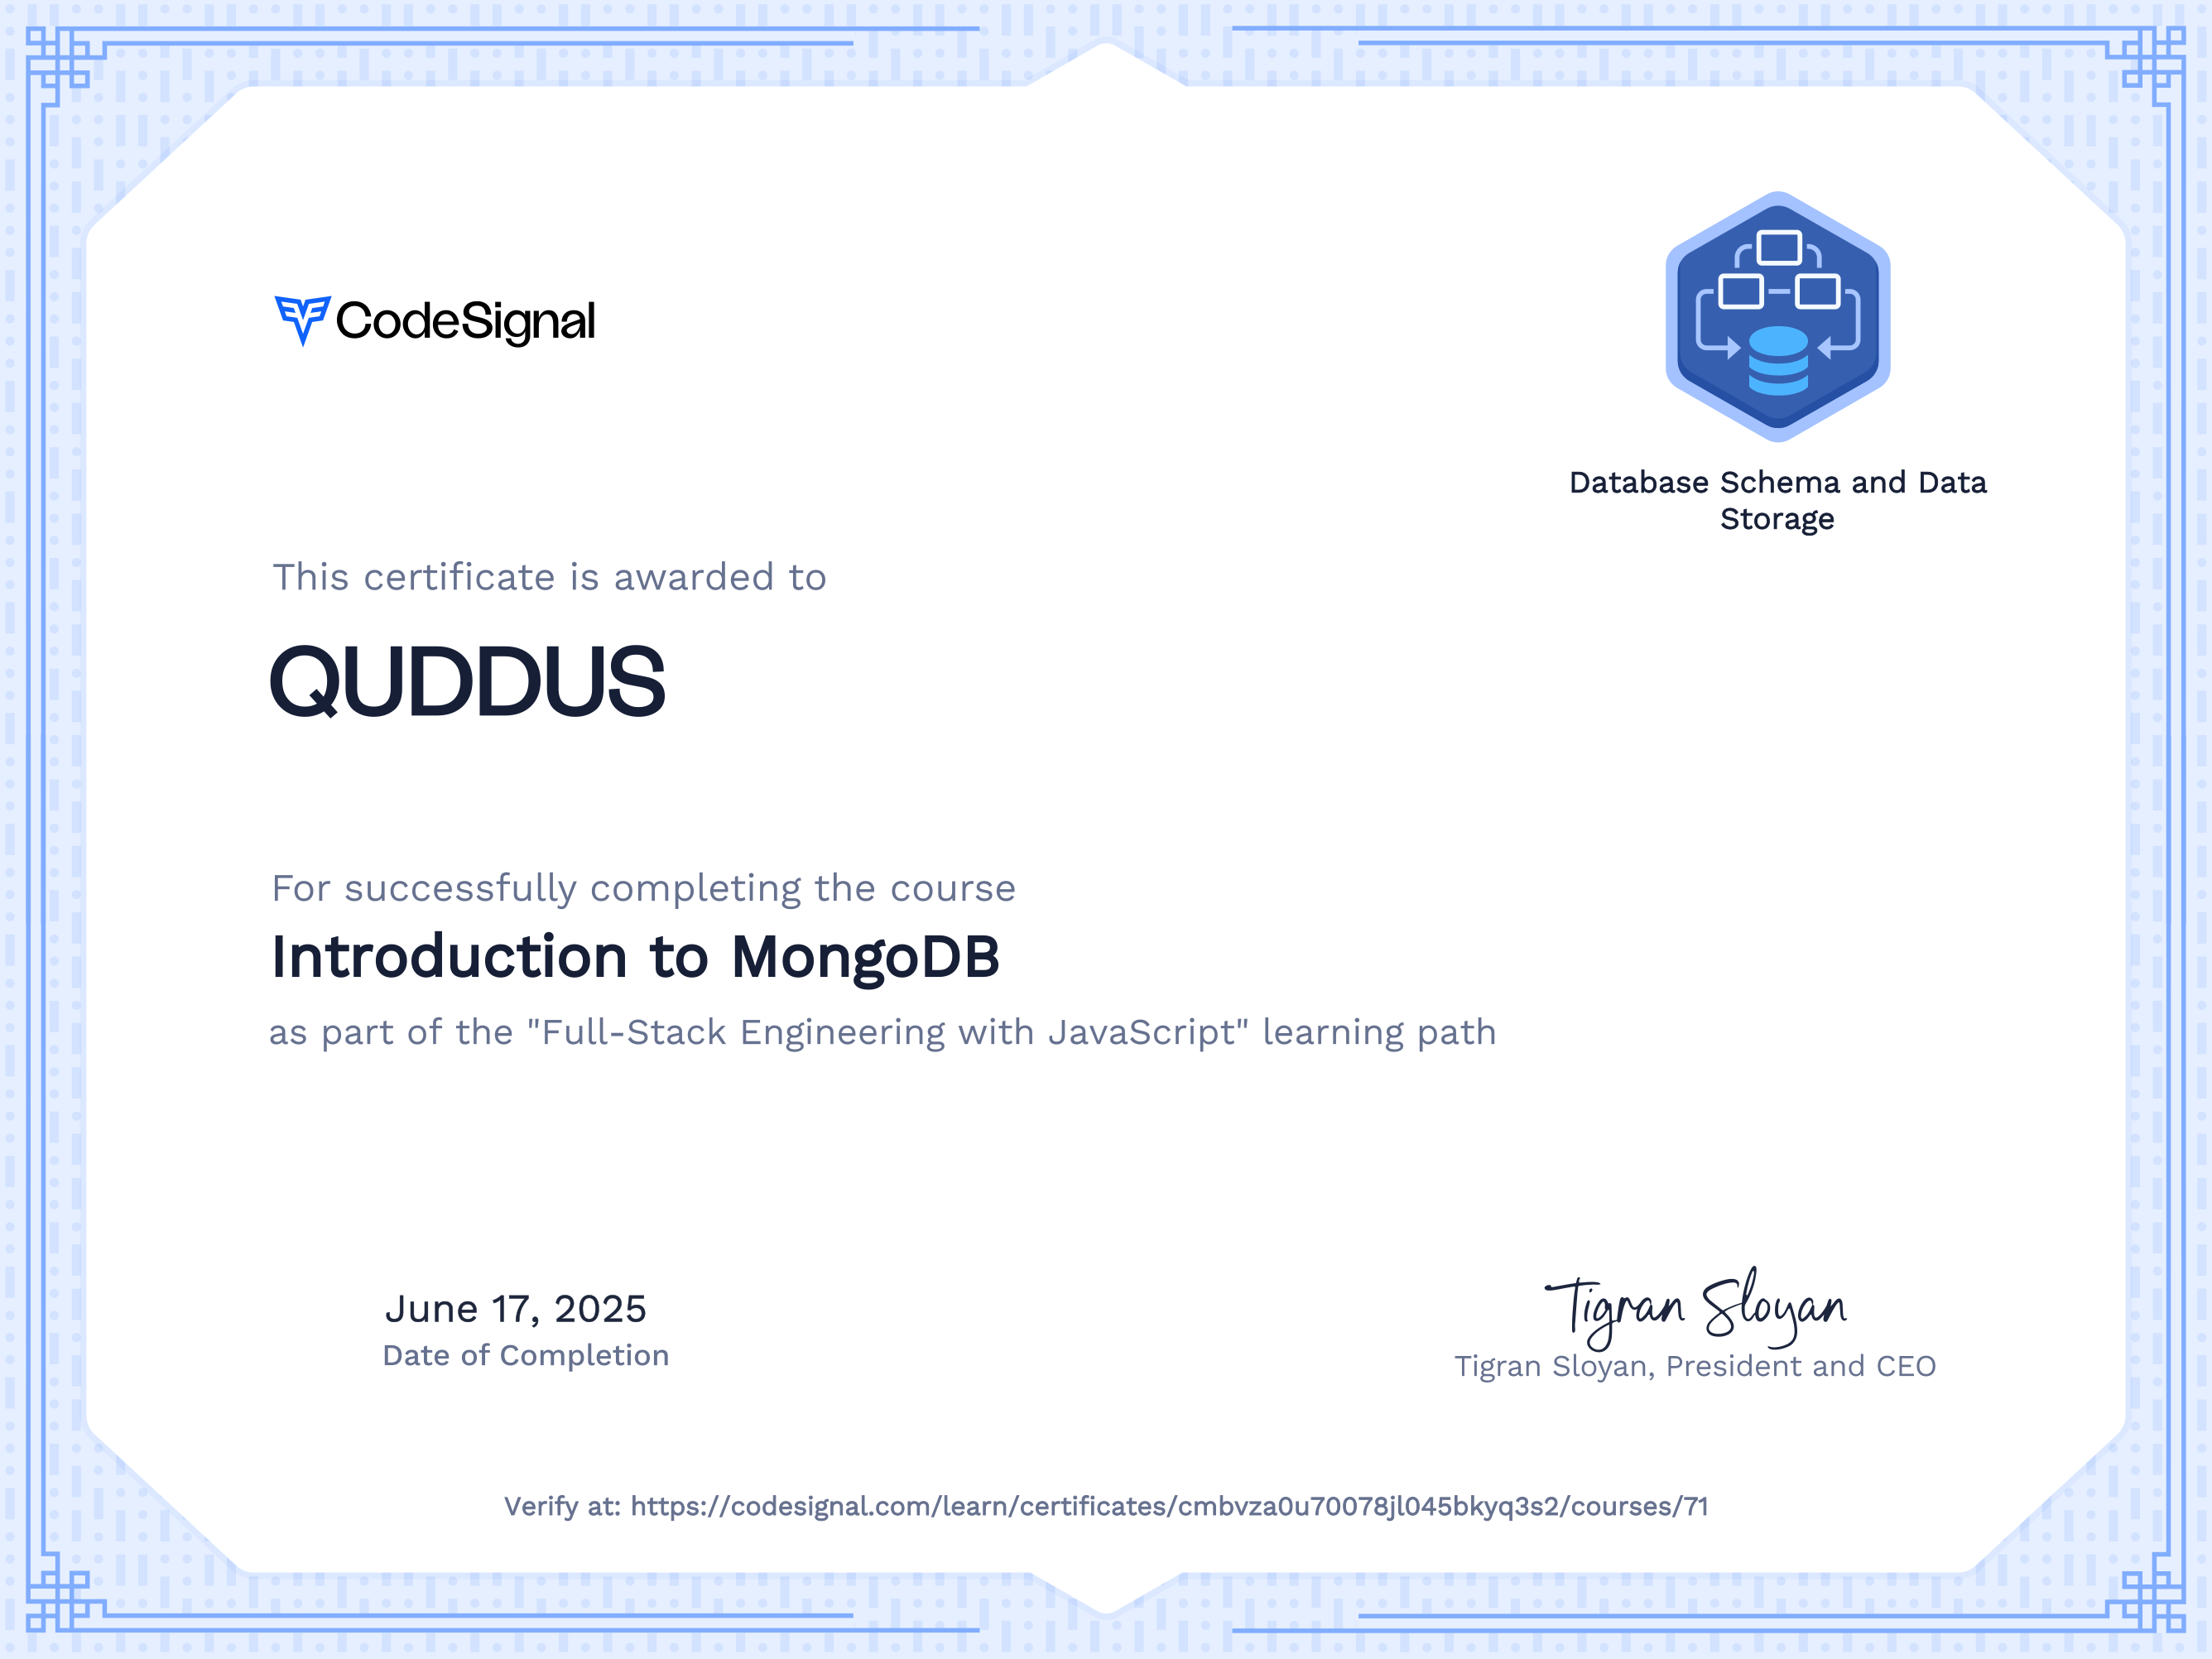 CodeSignal
Database Schema and Data
Storage
This certificate is awarded to
QUDDUS
For successfully completing the course
Introduction to MongoDB
as part of the "Full-Stack Engineering with JavaScript" learning path
June 17, 2025
Date of Completion
Tigran Sloyan
Tigran Sloyan, President and CEO
Verify at: https://codesignal.com/learn/certificates/cmbvza0u70078jl045bkyq3s2/courses/71